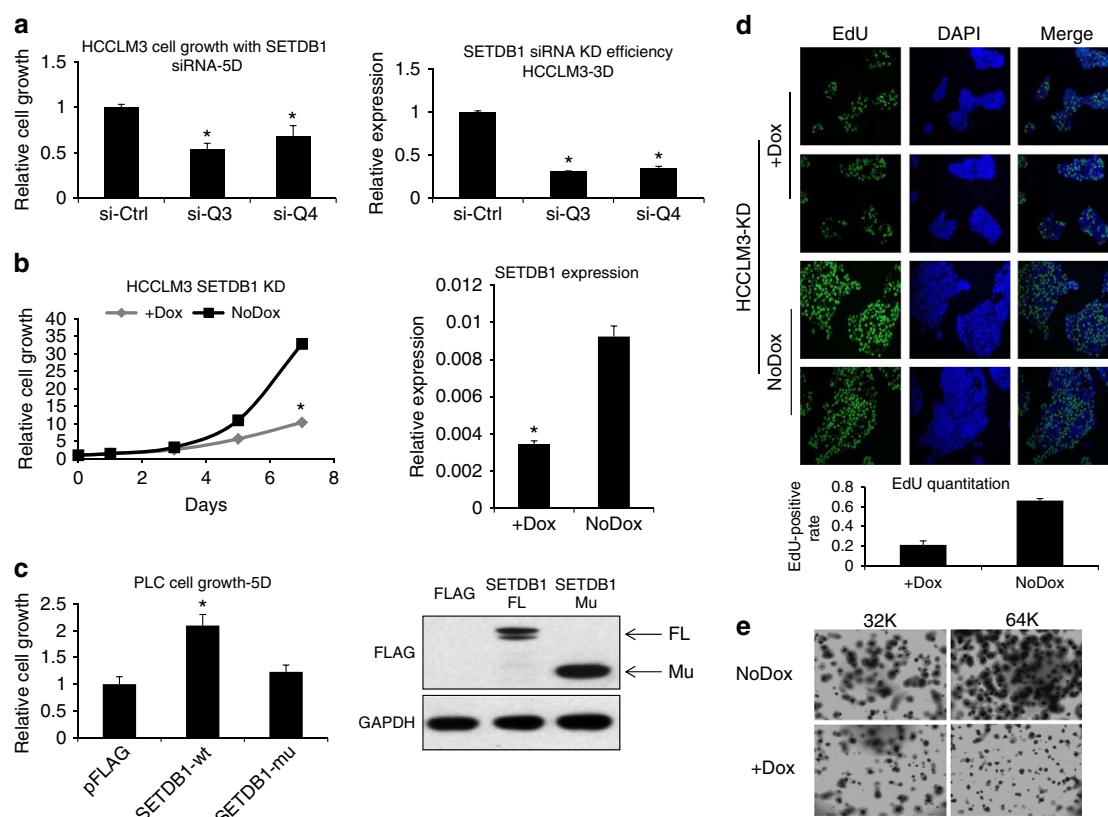 a
HCCLM3 cell growth with SETDB1
siRNA-5D
Relative cell growth
1.5
1
0.5
0
*
*
si-Ctrl
si-Q3
si-Q4
SETDB1 siRNA KD efficiency
HCCLM3-3D
Relative expression
1.5
1
0.5
0
*
*
si-Ctrl
si-Q3
si-Q4
b
HCCLM3 SETDB1 KD
+Dox
NoDox
Relative cell growth
40
35
30
25
20
15
10
5
0
*
0
2
4
6
8
Days
SETDB1 expression
Relative expression
0.012
0.01
0.008
0.006
0.004
0.002
0
*
+Dox
NoDox
c
PLC cell growth-5D
Relative cell growth
2.5
2
1.5
1
0.5
0
*
pFLAG
SETDB1-wt
SETDB1-mu
FLAG
SETDB1
FL
SETDB1
Mu
FLAG
FL
Mu
GAPDH
d
EdU
DAPI
Merge
HCCLM3-KD
+Dox
NoDox
EdU quantitation
EdU-positive
rate
0.8
0.6
0.4
0.2
0
+Dox
NoDox
e
32K
64K
NoDox
+Dox